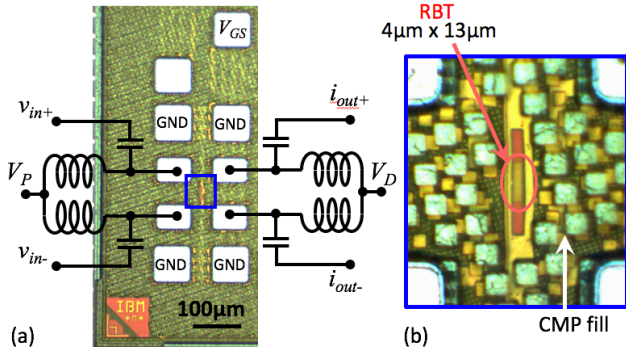 (a)
V_GS
v_in+
i_out+
GND
GND
V_P
V_D
v_in-
GND
GND
i_out-
IBM
100μm
RBT
4μm x 13μm
CMP fill
(b)